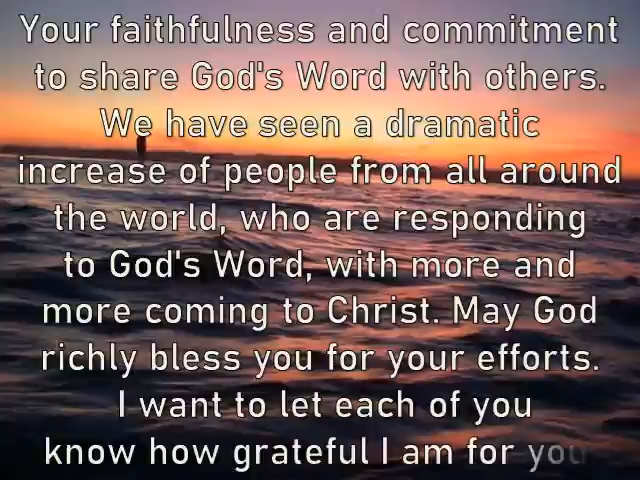 Your faithfulness and commitment
to share God's Word with others.
We have seen a dramatic
increase of people from all around
the world, who are responding
to God's Word, with more and
more coming to Christ. May God
richly bless you for your efforts.
I want to let each of you
know how grateful I am for